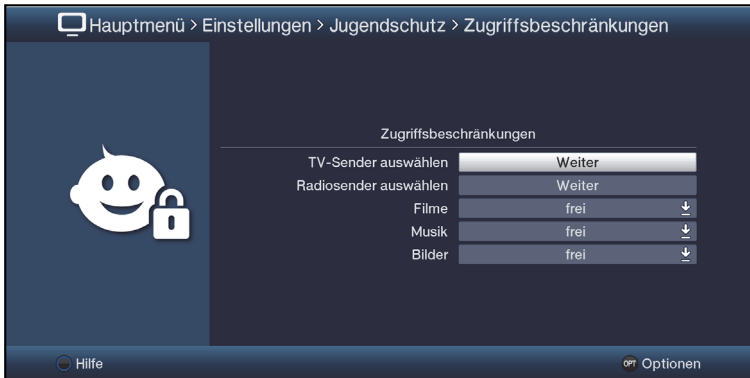 Hauptmenü > Einstellungen > Jugendschutz > Zugriffsbeschränkungen
Zugriffsbeschränkungen
TV-Sender auswählen Weiter
Radiosender auswählen Weiter
Filme frei
Musik frei
Bilder frei
Hilfe OPT Optionen